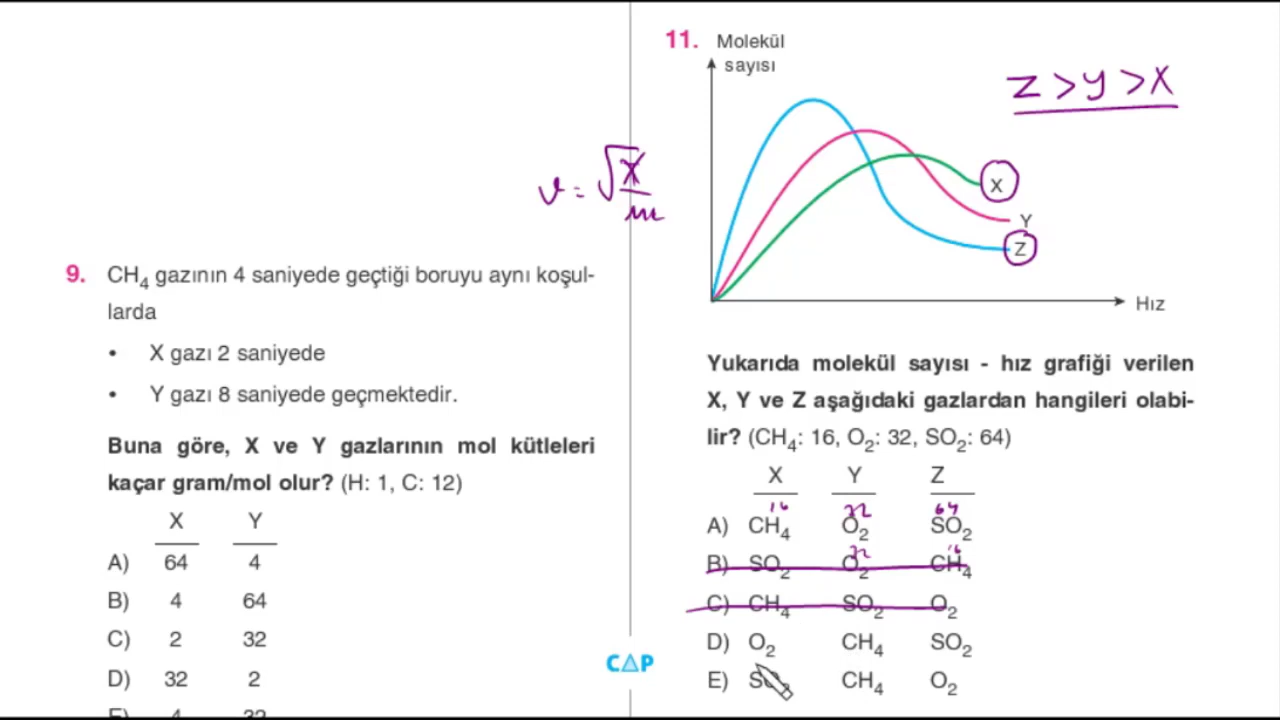 9. CH₄ gazının 4 saniyede geçtiği boruyu aynı koşul-
larda
• X gazı 2 saniyede
• Y gazı 8 saniyede geçmektedir.
Buna göre, X ve Y gazlarının mol kütleleri
kaçar gram/mol olur? (H: 1, C: 12)
X Y
A) 64 4
B) 4 64
C) 2 32
D) 32 2
E) 4 32
CAP
11. Molekül
sayısı
z > y > x
X
Y
Z
Hız
Yukarıda molekül sayısı - hız grafiği verilen
X, Y ve Z aşağıdaki gazlardan hangileri olabi-
lir? (CH₄: 16, O₂: 32, SO₂: 64)
X Y Z
16 32 64
A) CH₄ O₂ SO₂
32 16
B) SO₂ O₂ CH₄
C) CH₄ SO₂ O₂
D) O₂ CH₄ SO₂
E) SO₂ CH₄ O₂